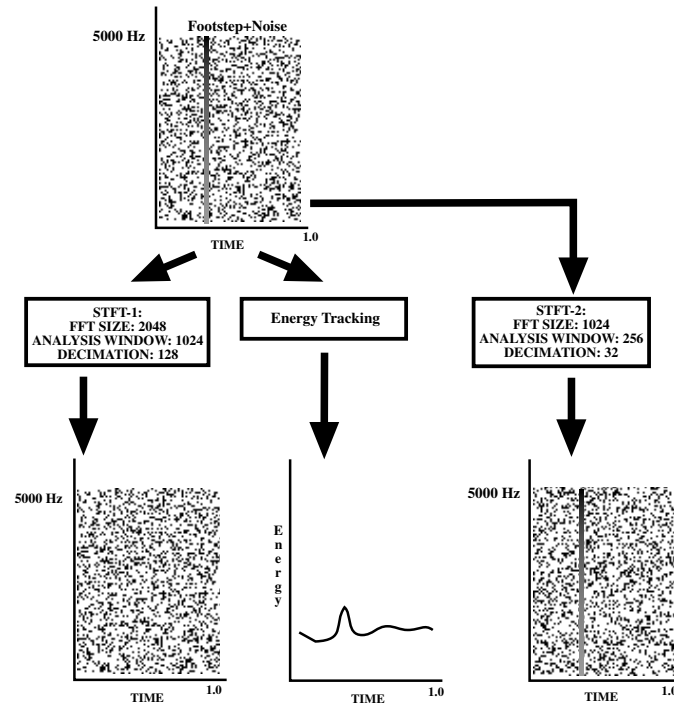 Footstep+Noise
5000 Hz
TIME
1.0
STFT-1:
FFT SIZE: 2048
ANALYSIS WINDOW: 1024
DECIMATION: 128
Energy Tracking
STFT-2:
FFT SIZE: 1024
ANALYSIS WINDOW: 256
DECIMATION: 32
5000 Hz
TIME
1.0
Energy
TIME
1.0
5000 Hz
TIME
1.0